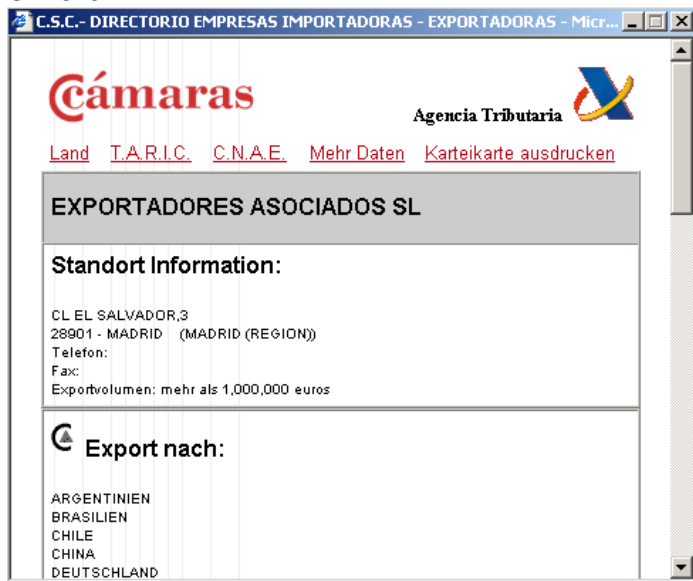 C.S.C.- DIRECTORIO EMPRESAS IMPORTADORAS - EXPORTADORAS - Micr...
cámaras
Agencia Tributaria
Land T.A.R.I.C. C.N.A.E. Mehr Daten Karteikarte ausdrucken
EXPORTADORES ASOCIADOS SL
Standort Information:
CL EL SALVADOR,3
28901 - MADRID (MADRID (REGION))
Telefon:
Fax:
Exportvolumen: mehr als 1,000,000 euros
Export nach:
ARGENTINIEN
BRASILIEN
CHILE
CHINA
DEUTSCHLAND